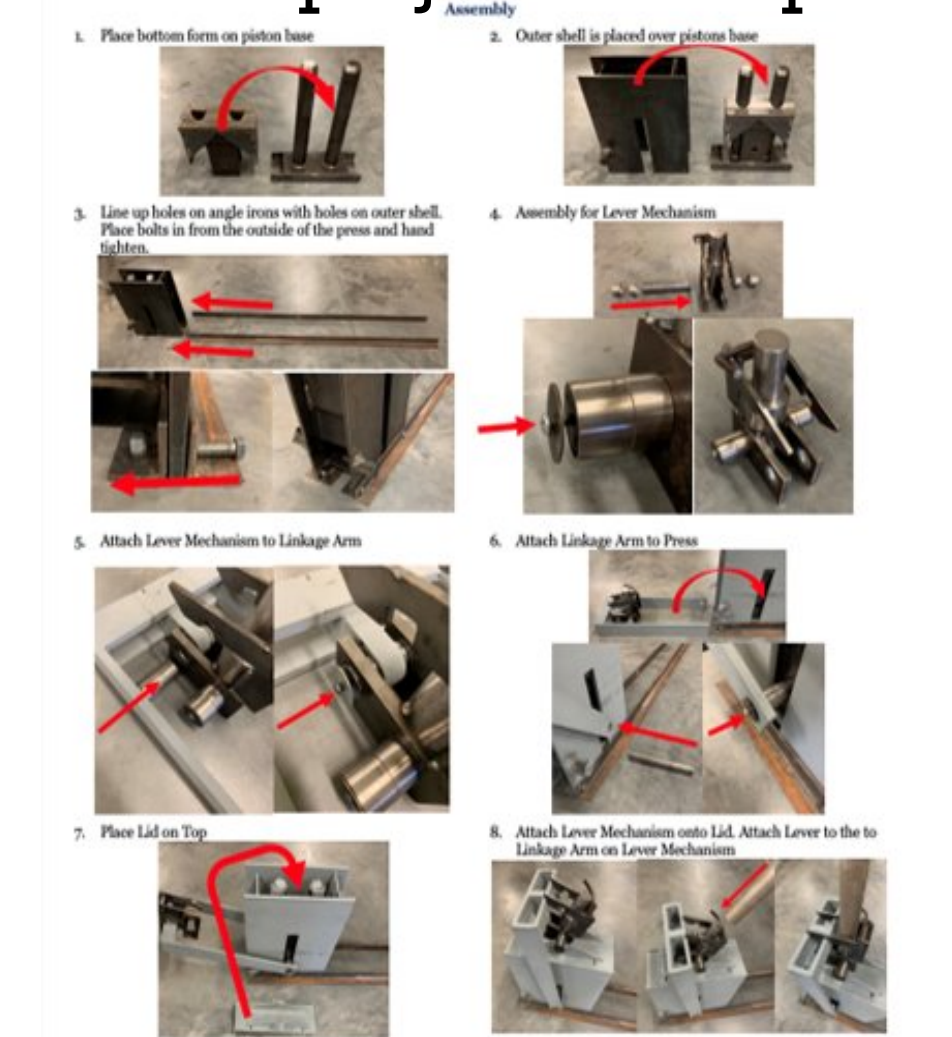 Assembly
1. Place bottom form on piston base
2. Outer shell is placed over pistons base
3. Line up holes on angle irons with holes on outer shell.
Place bolts in from the outside of the press and hand
tighten.
4. Assembly for Lever Mechanism
5. Attach Lever Mechanism to Linkage Arm
6. Attach Linkage Arm to Press
7. Place Lid on Top
8. Attach Lever Mechanism onto Lid. Attach Lever to the to
Linkage Arm on Lever Mechanism